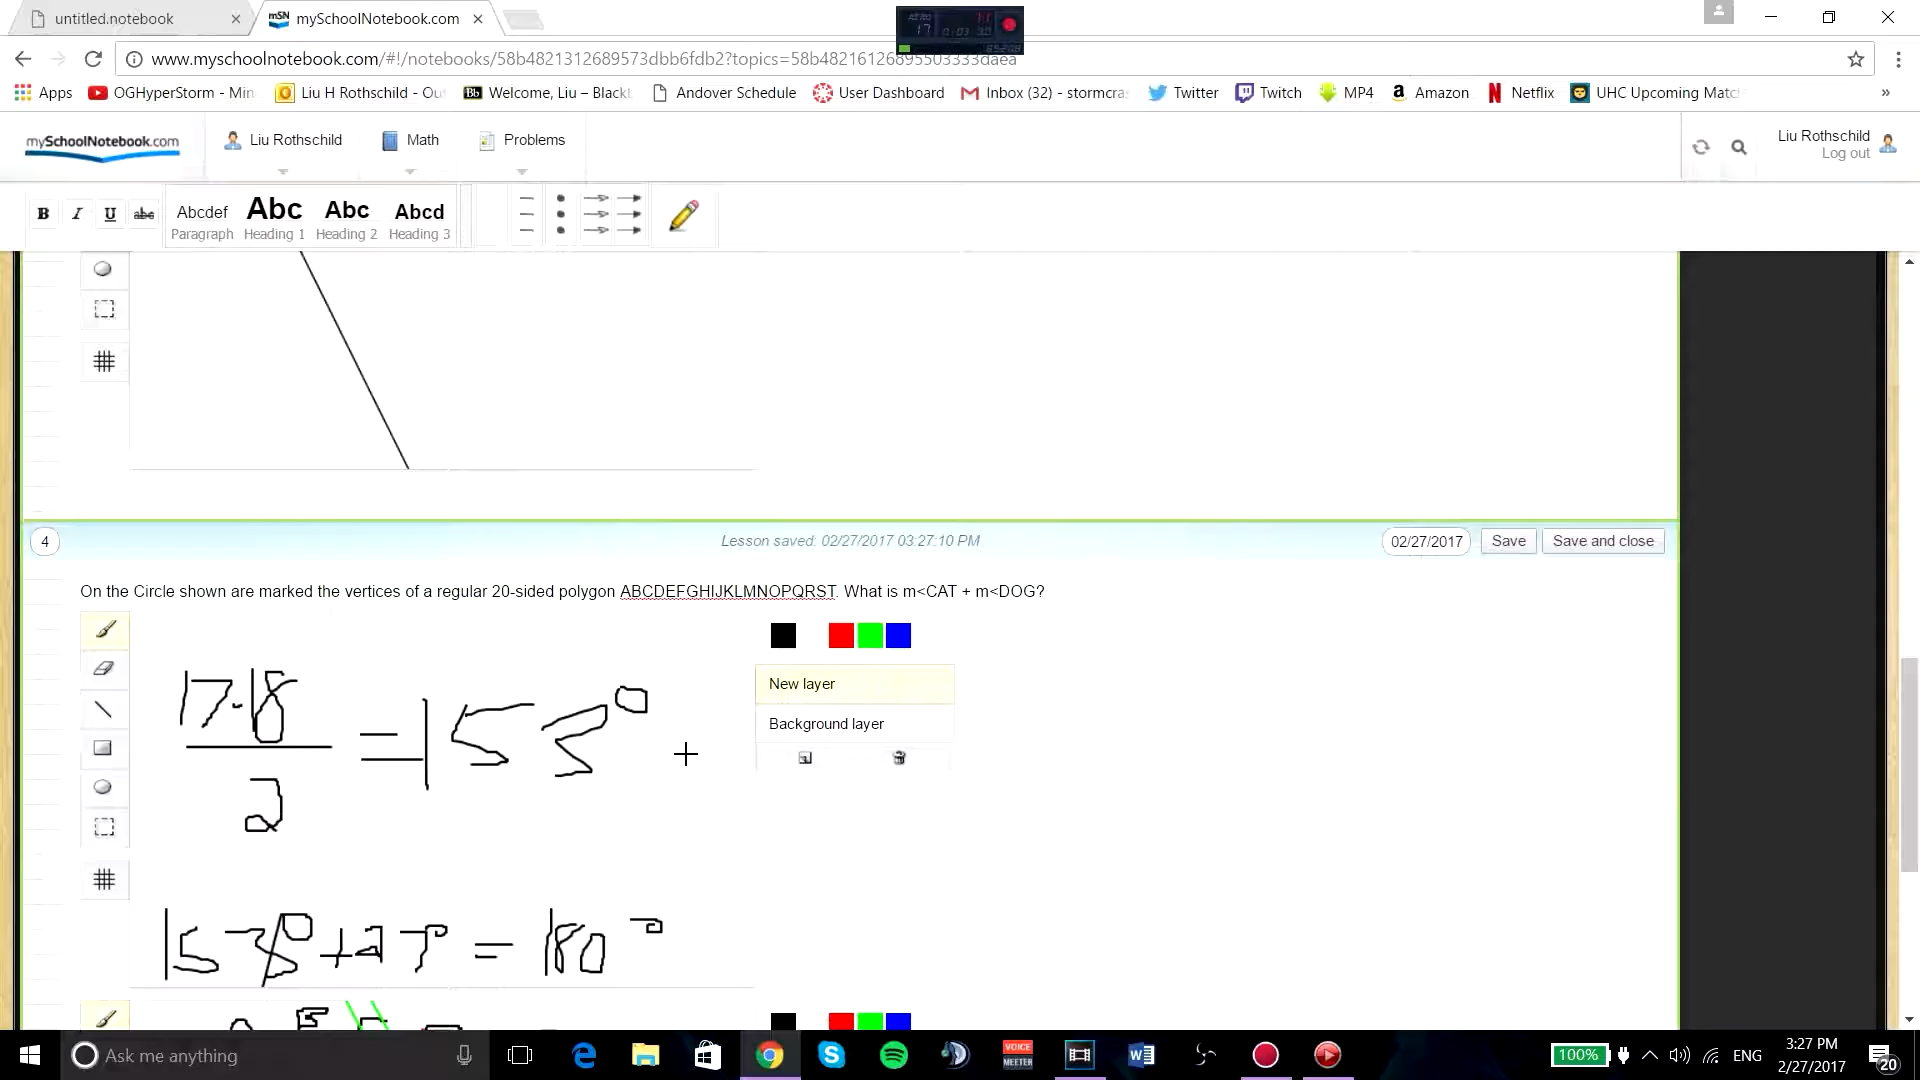 untitled.notebook
mySchoolNotebook.com
www.myschoolnotebook.com/#!/notebooks/58b4821312689573dbb6fdb2?topics=58b48216126895503333daea
Apps OGHyperStorm - Min Liu H Rothschild - Ou Welcome, Liu – Blackb Andover Schedule User Dashboard Inbox (32) - stormcra Twitter Twitch MP4 Amazon Netflix UHC Upcoming Matc »
mySchoolNotebook.com Liu Rothschild Math Problems Liu Rothschild
Log out
B I U abc Abcdef Abc Abc Abcd
Paragraph Heading 1 Heading 2 Heading 3
4 Lesson saved: 02/27/2017 03:27:10 PM 02/27/2017 Save Save and close
On the Circle shown are marked the vertices of a regular 20-sided polygon ABCDEFGHIJKLMNOPQRST. What is m<CAT + m<DOG?
New layer
Background layer
17·18
= 153°
2
153° + 27° = 180°
Ask me anything
VOICE
MEETER
100% ENG 3:27 PM
2/27/2017
20